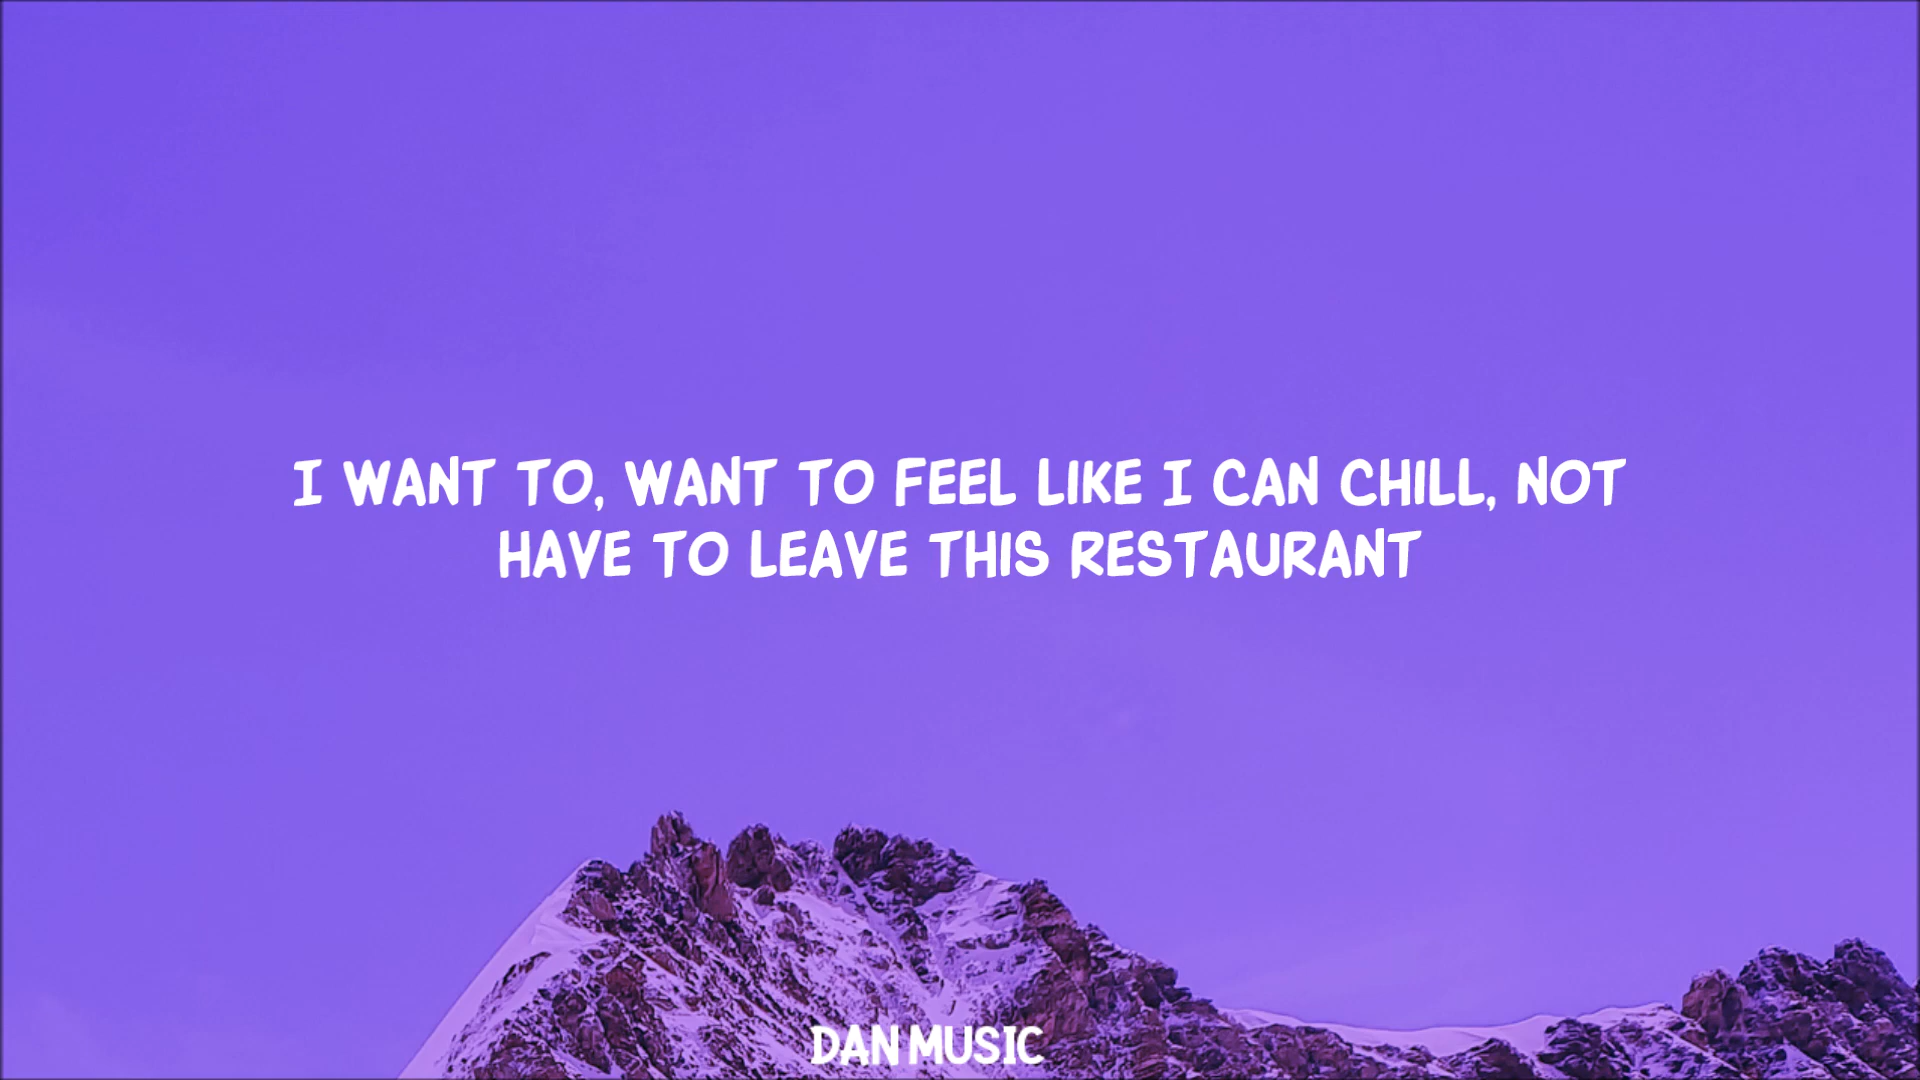 I WANT TO, WANT TO FEEL LIKE I CAN CHILL, NOT
HAVE TO LEAVE THIS RESTAURANT
DAN MUSIC